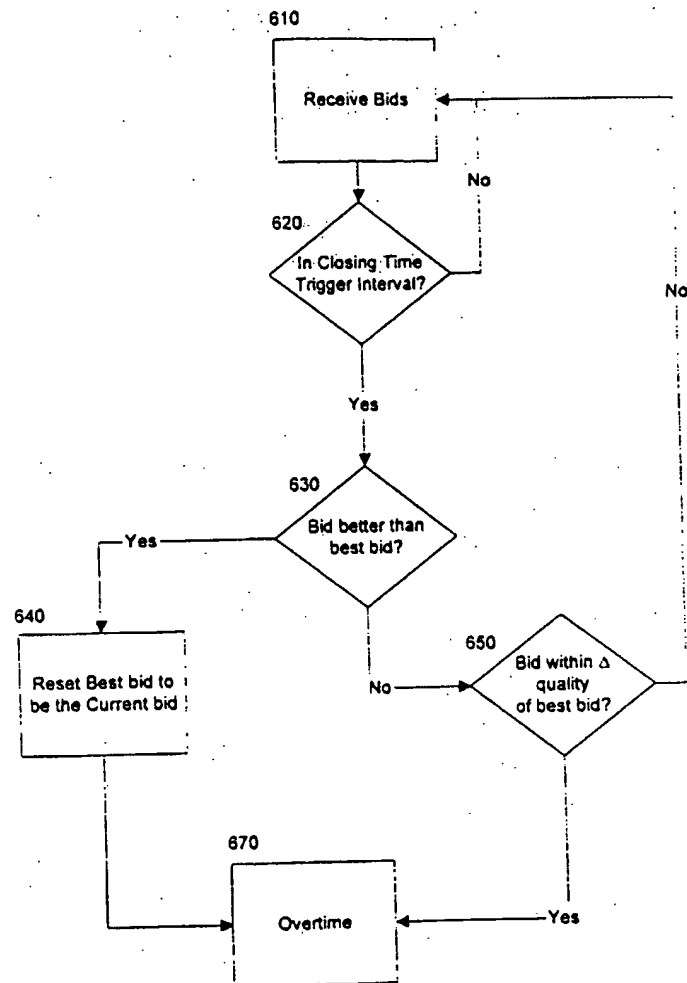 610
Receive Bids
No
620
In Closing Time
Trigger Interval?
No
Yes
630
Bid better than
best bid?
Yes
640
650
Reset Best bid to
be the Current bid
No
Bid within Δ
quality
of best bid?
670
Overtime
Yes